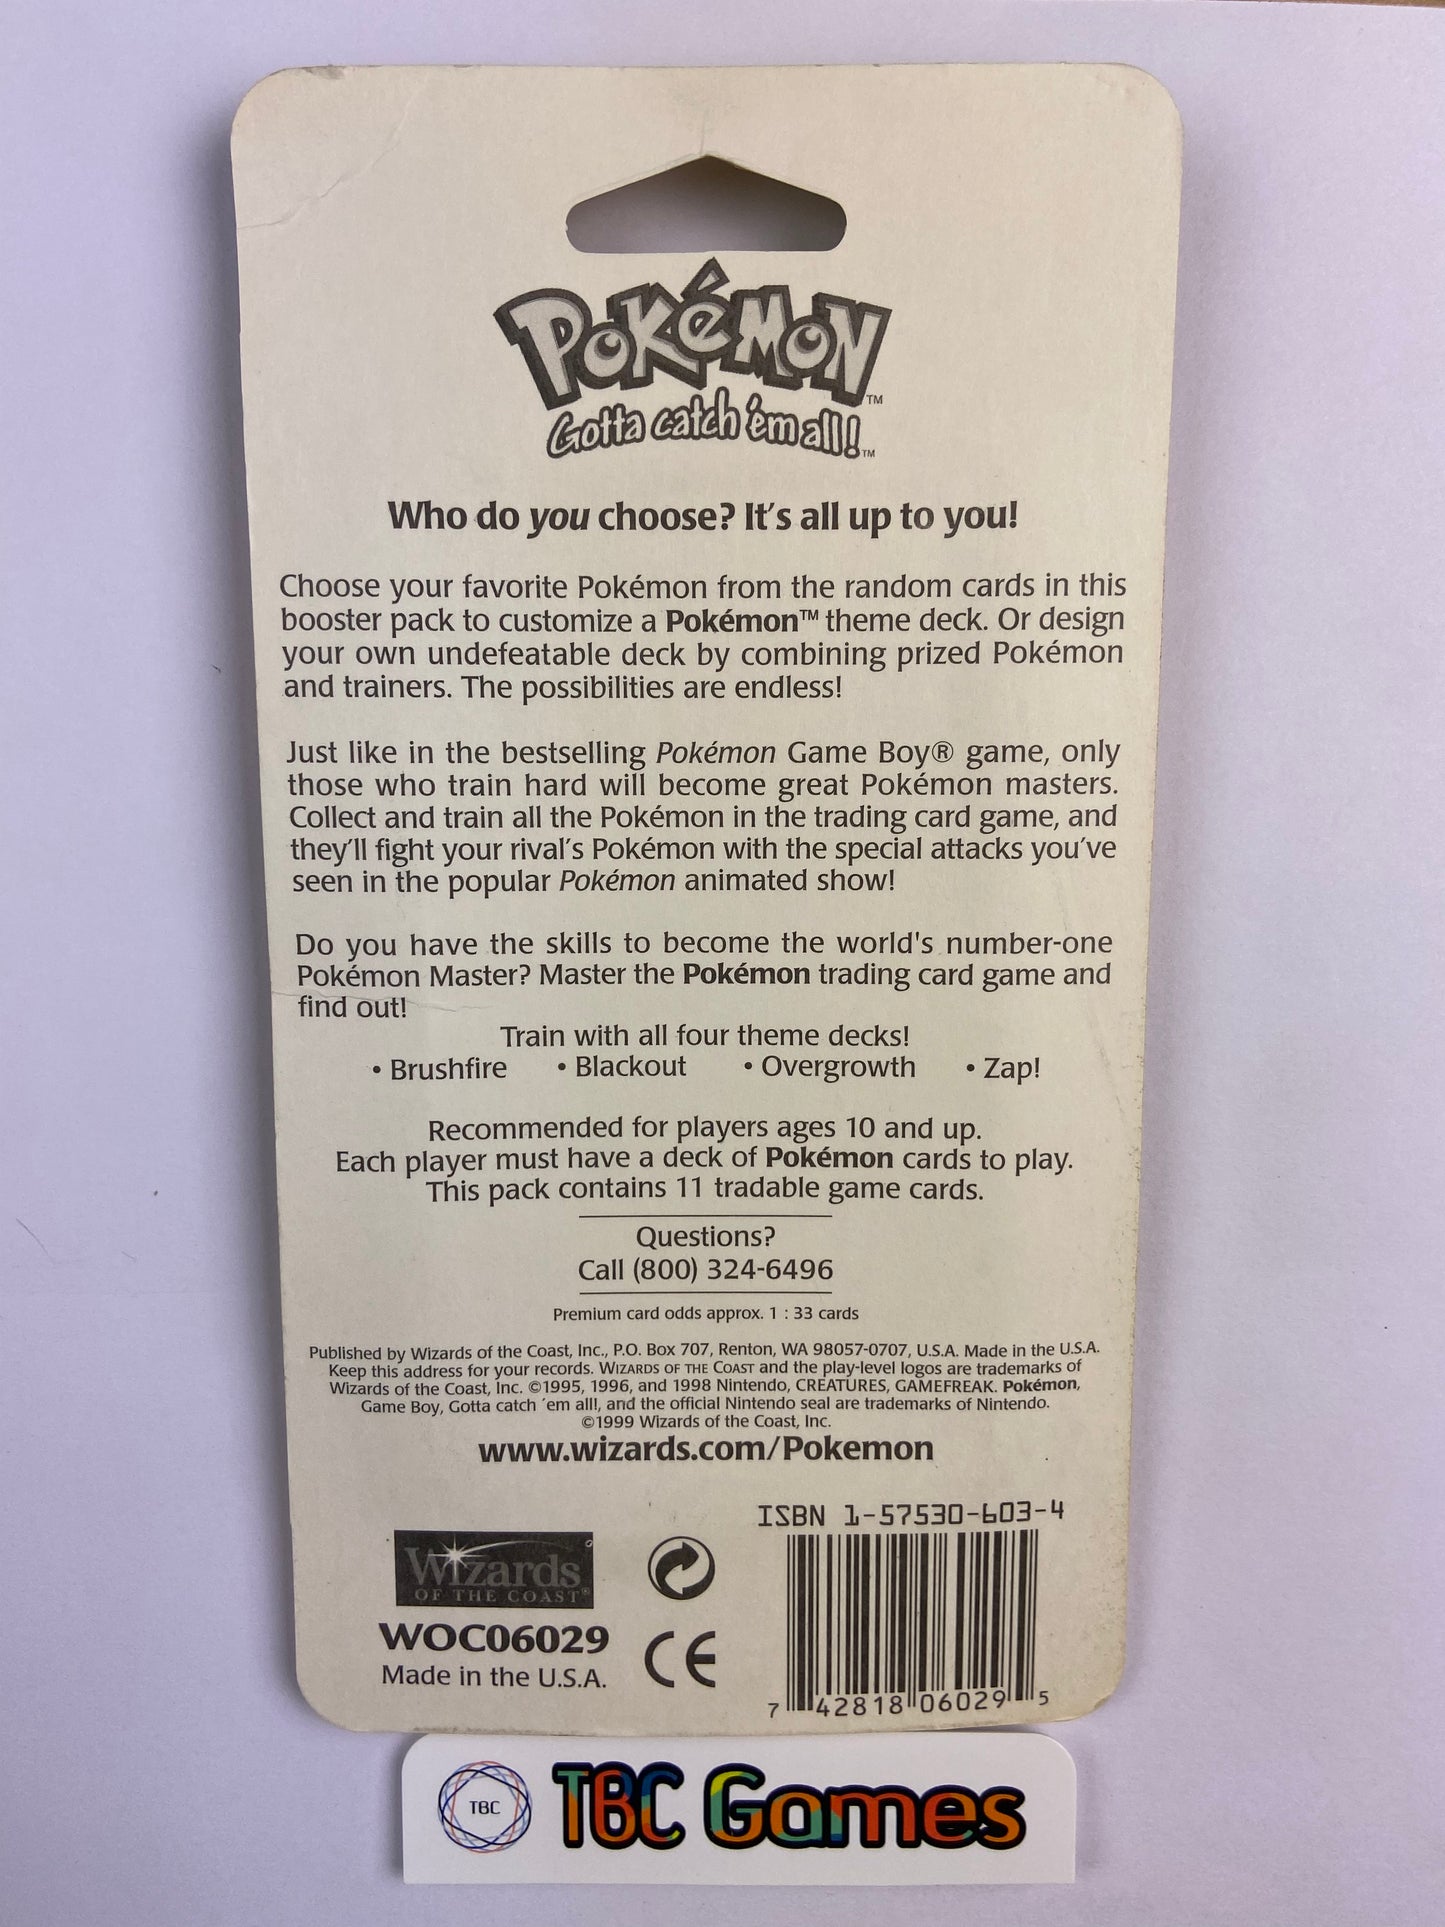 POKéMON™
Gotta catch 'em all!™
Who do you choose? It's all up to you!
Choose your favorite Pokémon from the random cards in this
booster pack to customize a Pokémon™ theme deck. Or design
your own undefeatable deck by combining prized Pokémon
and trainers. The possibilities are endless!
Just like in the bestselling Pokémon Game Boy® game, only
those who train hard will become great Pokémon masters.
Collect and train all the Pokémon in the trading card game, and
they'll fight your rival's Pokémon with the special attacks you've
seen in the popular Pokémon animated show!
Do you have the skills to become the world's number-one
Pokémon Master? Master the Pokémon trading card game and
find out!
Train with all four theme decks!
• Brushfire • Blackout • Overgrowth • Zap!
Recommended for players ages 10 and up.
Each player must have a deck of Pokémon cards to play.
This pack contains 11 tradable game cards.
Questions?
Call (800) 324-6496
Premium card odds approx. 1 : 33 cards
Published by Wizards of the Coast, Inc., P.O. Box 707, Renton, WA 98057-0707, U.S.A. Made in the U.S.A.
Keep this address for your records. WIZARDS OF THE COAST and the play-level logos are trademarks of
Wizards of the Coast, Inc. ©1995, 1996, and 1998 Nintendo, CREATURES, GAMEFREAK. Pokémon,
Game Boy, Gotta catch 'em all!, and the official Nintendo seal are trademarks of Nintendo.
©1999 Wizards of the Coast, Inc.
www.wizards.com/Pokemon
ISBN 1-57530-603-4
Wizards
OF THE COAST®
WOC06029
Made in the U.S.A.
CE
7 42818 06029 5
TBC
TBC Games